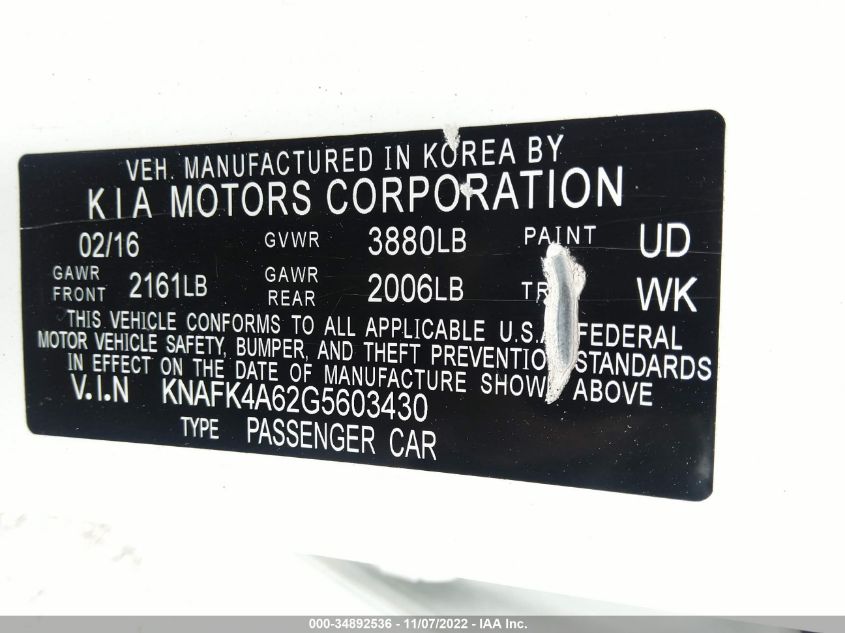 VEH. MANUFACTURED IN KOREA BY
KIA MOTORS CORPORATION
02/16 GVWR 3880LB PAINT UD
GAWR FRONT 2161LB GAWR REAR 2006LB WK
THIS VEHICLE CONFORMS TO ALL APPLICABLE U.S.A. FEDERAL
MOTOR VEHICLE SAFETY, BUMPER, AND THEFT PREVENTION STANDARDS
IN EFFECT ON THE DATE OF MANUFACTURE SHOWN ABOVE
V.I.N KNAFK4A62G5603430
TYPE PASSENGER CAR
000-34892536 - 11/07/2022 - IAA Inc.